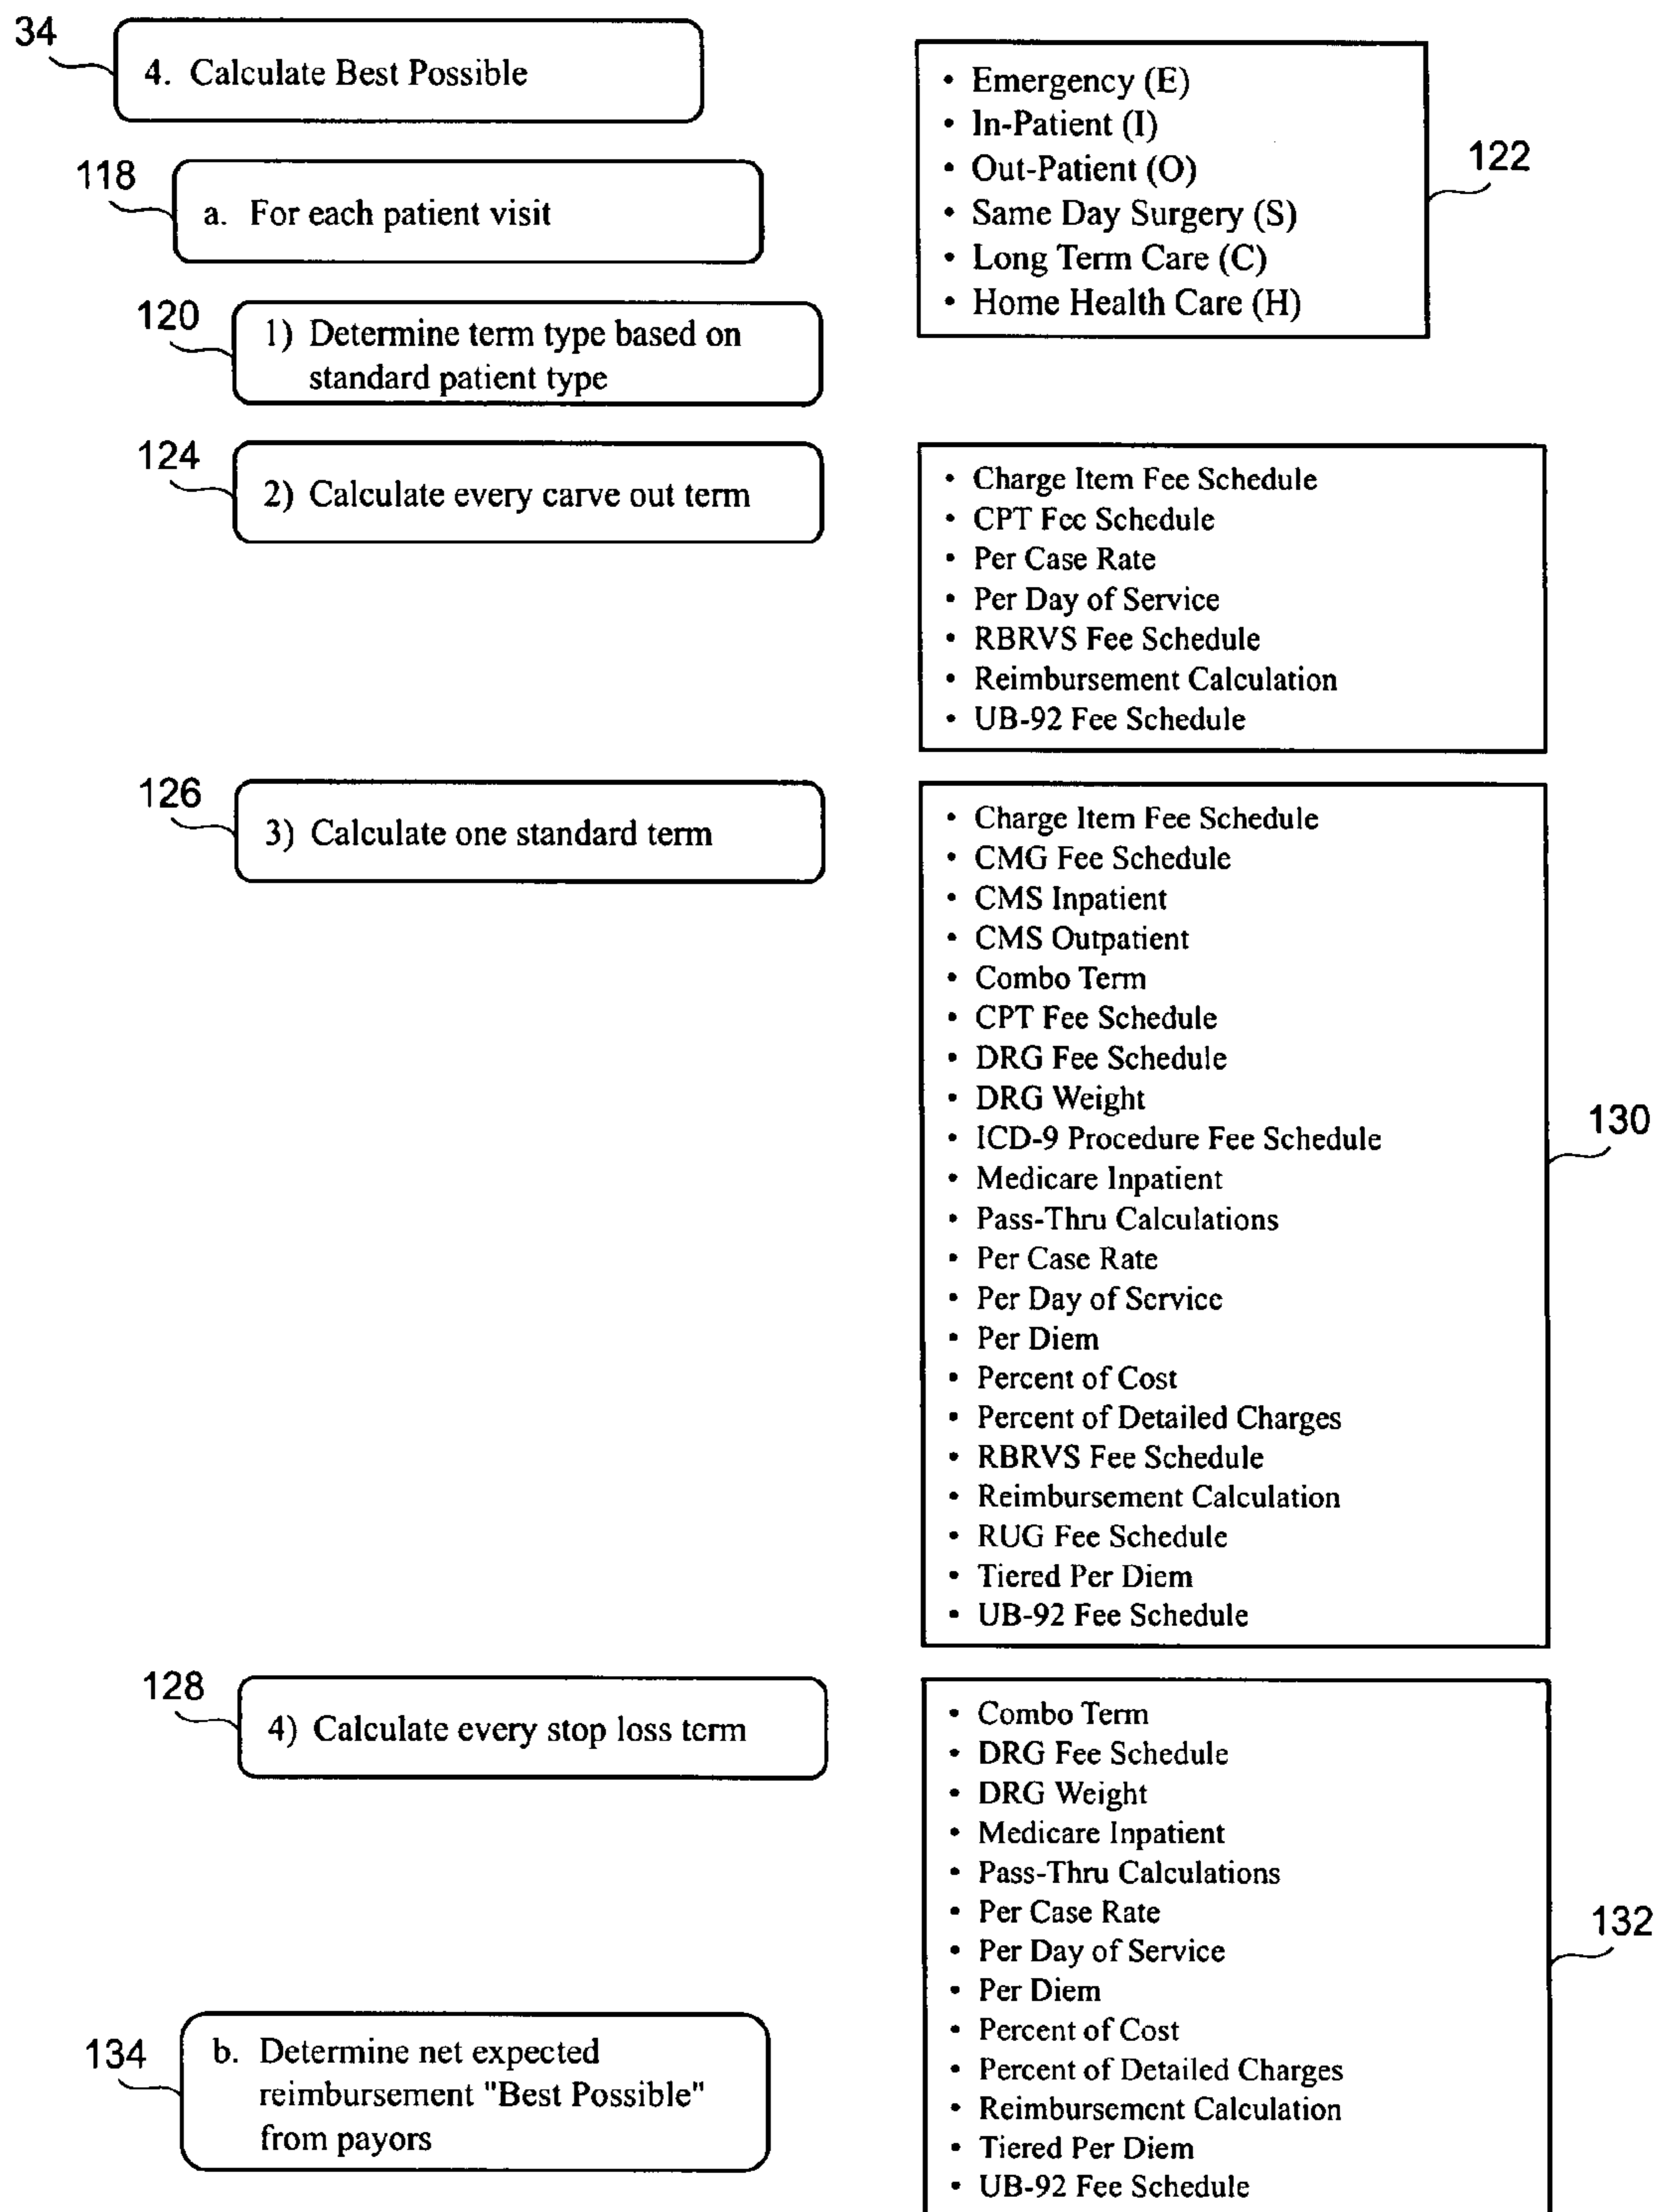 34
4. Calculate Best Possible
118
a. For each patient visit
120
1) Determine term type based on
standard patient type
• Emergency (E)
• In-Patient (I)
• Out-Patient (O)
• Same Day Surgery (S)
• Long Term Care (C)
• Home Health Care (H)
122
124
2) Calculate every carve out term
• Charge Item Fee Schedule
• CPT Fee Schedule
• Per Case Rate
• Per Day of Service
• RBRVS Fee Schedule
• Reimbursement Calculation
• UB-92 Fee Schedule
126
3) Calculate one standard term
• Charge Item Fee Schedule
• CMG Fee Schedule
• CMS Inpatient
• CMS Outpatient
• Combo Term
• CPT Fee Schedule
• DRG Fee Schedule
• DRG Weight
• ICD-9 Procedure Fee Schedule
• Medicare Inpatient
• Pass-Thru Calculations
• Per Case Rate
• Per Day of Service
• Per Diem
• Percent of Cost
• Percent of Detailed Charges
• RBRVS Fee Schedule
• Reimbursement Calculation
• RUG Fee Schedule
• Tiered Per Diem
• UB-92 Fee Schedule
130
128
4) Calculate every stop loss term
• Combo Term
• DRG Fee Schedule
• DRG Weight
• Medicare Inpatient
• Pass-Thru Calculations
• Per Case Rate
• Per Day of Service
• Per Diem
• Percent of Cost
• Percent of Detailed Charges
• Reimbursement Calculation
• Tiered Per Diem
• UB-92 Fee Schedule
132
134
b. Determine net expected
reimbursement "Best Possible"
from payors